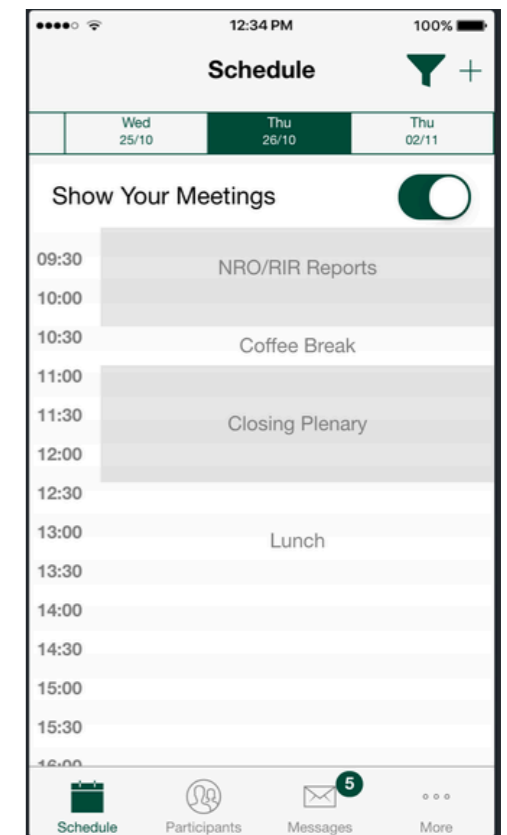 12:34 PM 100%
Schedule
Wed Thu Thu
25/10 26/10 02/11
Show Your Meetings
09:30 NRO/RIR Reports
10:00
10:30 Coffee Break
11:00
11:30 Closing Plenary
12:00
12:30
13:00 Lunch
13:30
14:00
14:30
15:00
15:30
16:00
5
Schedule Participants Messages More